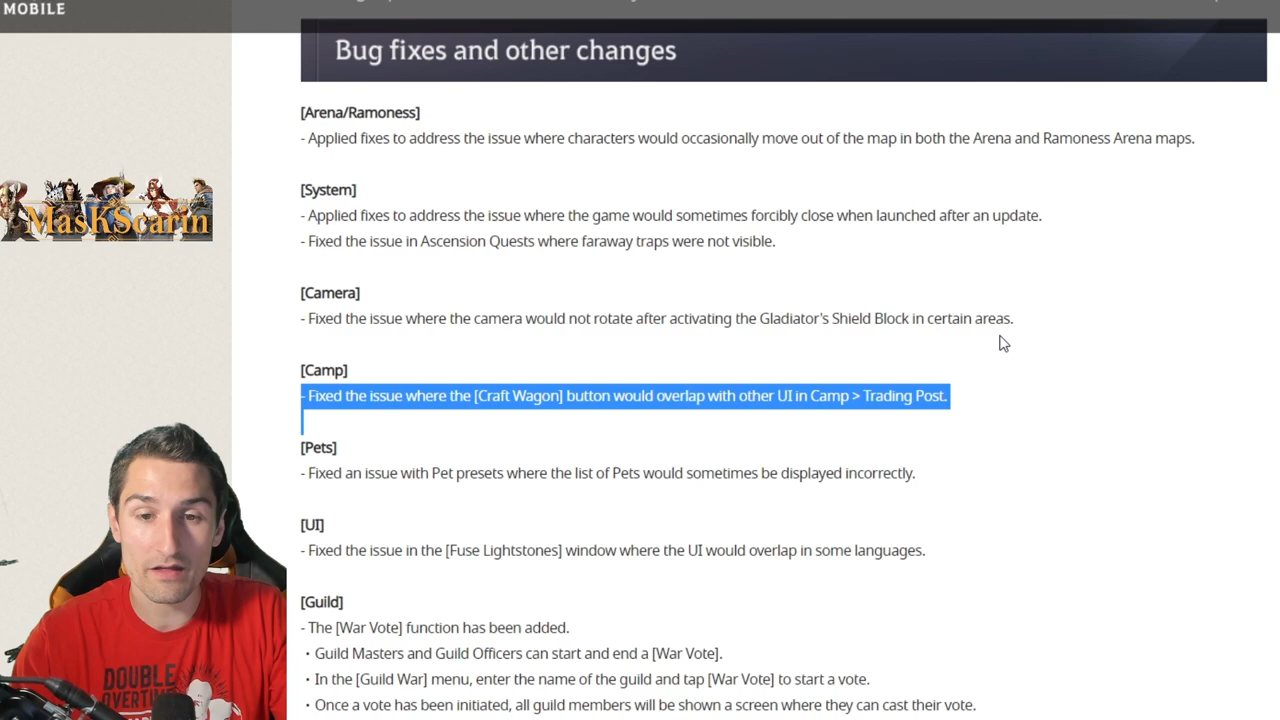 MOBILE
Bug fixes and other changes
[Arena/Ramoness]
- Applied fixes to address the issue where characters would occasionally move out of the map in both the Arena and Ramoness Arena maps.
[System]
- Applied fixes to address the issue where the game would sometimes forcibly close when launched after an update.
- Fixed the issue in Ascension Quests where faraway traps were not visible.
MasKScarin
[Camera]
- Fixed the issue where the camera would not rotate after activating the Gladiator's Shield Block in certain areas.
[Camp]
- Fixed the issue where the [Craft Wagon] button would overlap with other UI in Camp > Trading Post.
[Pets]
- Fixed an issue with Pet presets where the list of Pets would sometimes be displayed incorrectly.
[UI]
- Fixed the issue in the [Fuse Lightstones] window where the UI would overlap in some languages.
[Guild]
- The [War Vote] function has been added.
・Guild Masters and Guild Officers can start and end a [War Vote].
・In the [Guild War] menu, enter the name of the guild and tap [War Vote] to start a vote.
・Once a vote has been initiated, all guild members will be shown a screen where they can cast their vote.
DOUBLE
OVERTIME